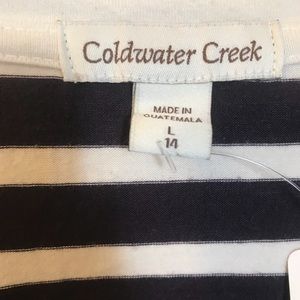 Coldwater Creek
MADE IN
GUATEMALA
L
14